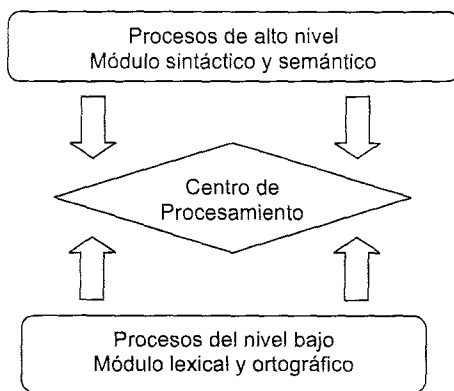 Procesos de alto nivel
Módulo sintáctico y semántico
Centro de
Procesamiento
Procesos del nivel bajo
Módulo lexical y ortográfico